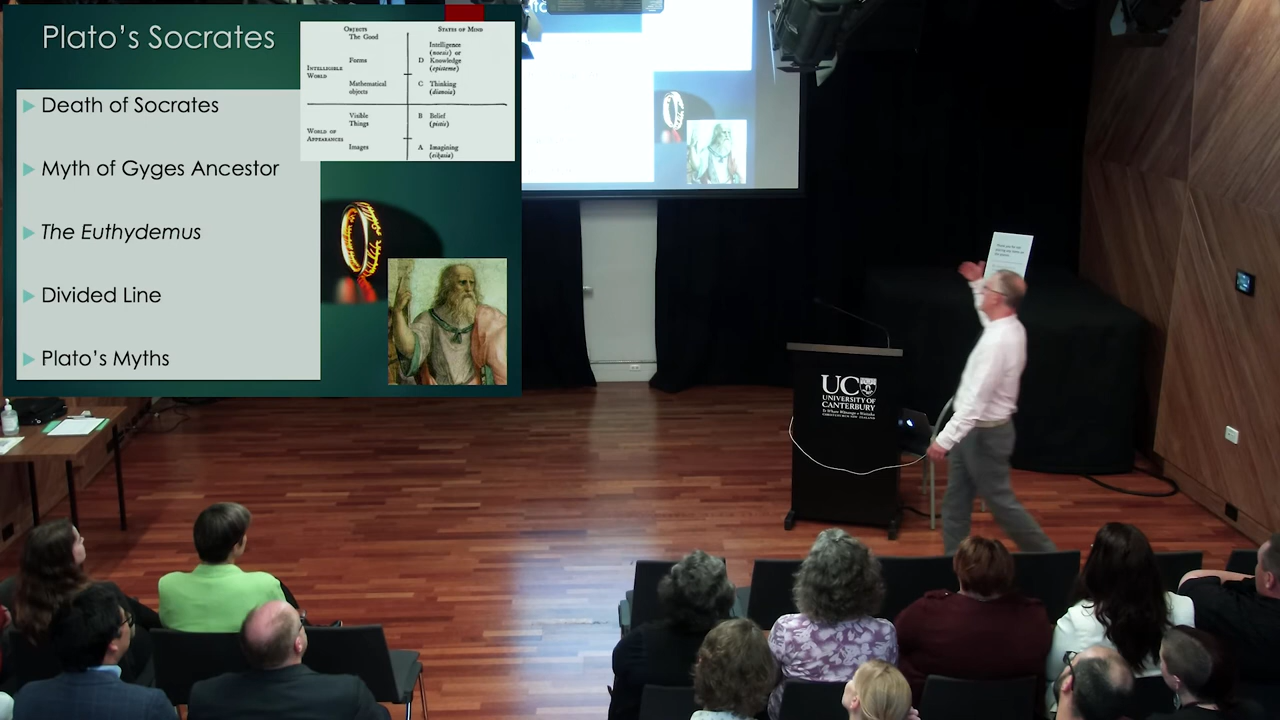 Plato's Socrates
Death of Socrates
Myth of Gyges Ancestor
The Euthydemus
Divided Line
Plato's Myths
Objects States of Mind
The Good
Intelligence
(noesis) or
Forms D Knowledge
(episteme)
Intelligible
World
Mathematical C Thinking
objects (dianoia)
Visible B Belief
Things (pistis)
World of
Appearances
Images A Imagining
(eikasia)
UC
UNIVERSITY OF
CANTERBURY